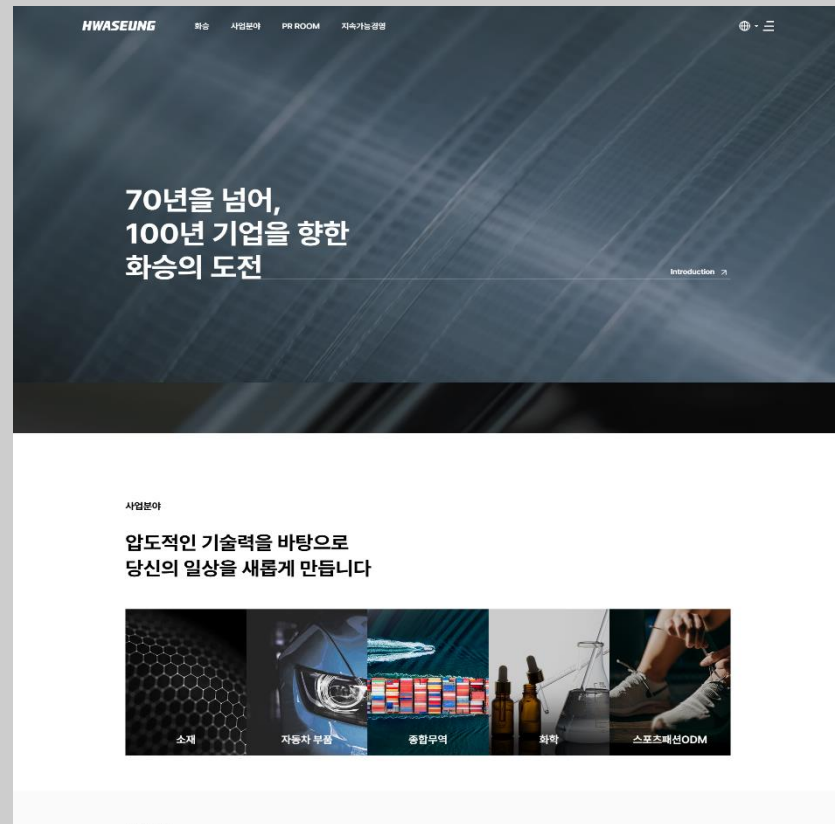 HWASEUNG
화승 사업분야 PR ROOM 지속가능경영
70년을 넘어,
100년 기업을 향한
화승의 도전
Introduction
사업분야
압도적인 기술력을 바탕으로
당신의 일상을 새롭게 만듭니다
소재
자동차 부품
종합무역
화학
스포츠패션ODM